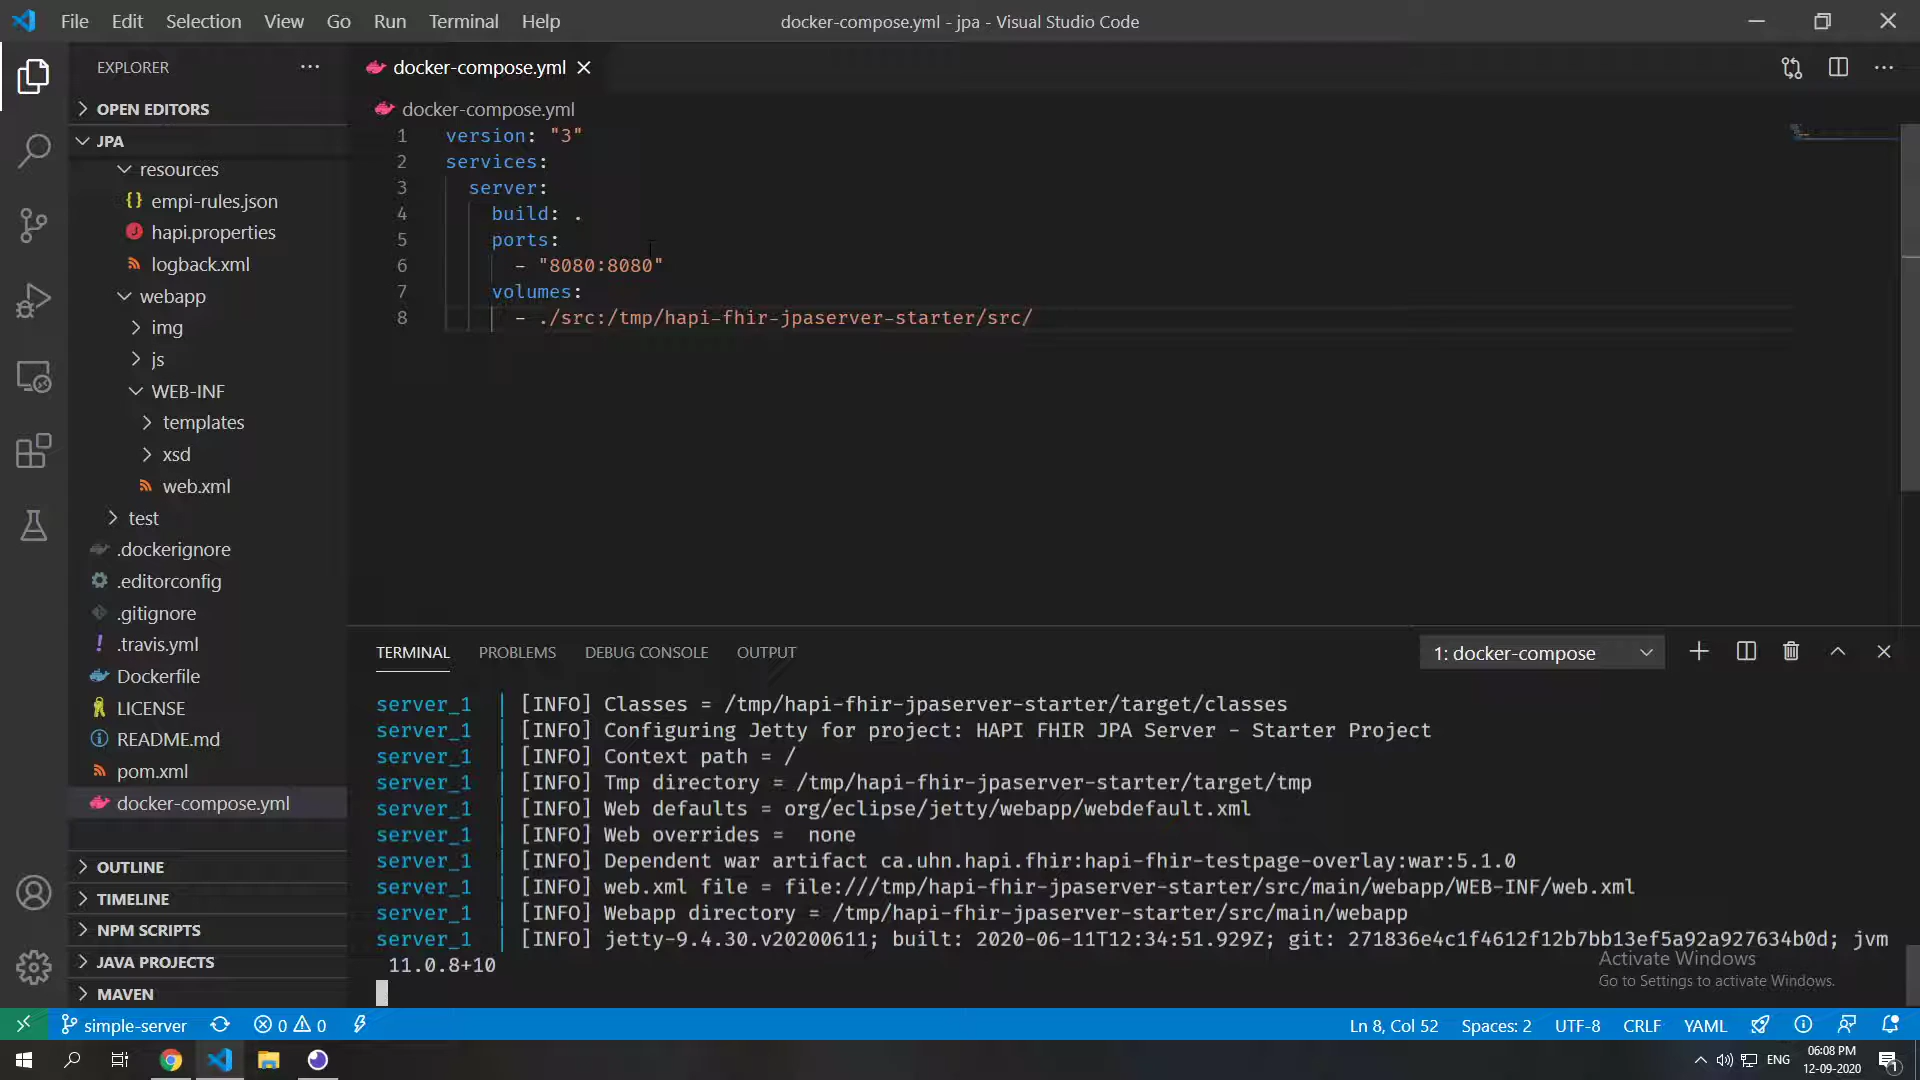 File Edit Selection View Go Run Terminal Help docker-compose.yml - jpa - Visual Studio Code
EXPLORER
docker-compose.yml
OPEN EDITORS
docker-compose.yml
JPA
resources
empi-rules.json
hapi.properties
logback.xml
webapp
img
js
WEB-INF
templates
xsd
web.xml
test
.dockerignore
.editorconfig
.gitignore
.travis.yml
Dockerfile
LICENSE
README.md
pom.xml
docker-compose.yml
OUTLINE
TIMELINE
NPM SCRIPTS
JAVA PROJECTS
MAVEN
1 version: "3"
2 services:
3 server:
4 build: .
5 ports:
6 - "8080:8080"
7 volumes:
8 - ./src:/tmp/hapi-fhir-jpaserver-starter/src/
TERMINAL PROBLEMS DEBUG CONSOLE OUTPUT 1: docker-compose
server_1 | [INFO] Classes = /tmp/hapi-fhir-jpaserver-starter/target/classes
server_1 | [INFO] Configuring Jetty for project: HAPI FHIR JPA Server - Starter Project
server_1 | [INFO] Context path = /
server_1 | [INFO] Tmp directory = /tmp/hapi-fhir-jpaserver-starter/target/tmp
server_1 | [INFO] Web defaults = org/eclipse/jetty/webapp/webdefault.xml
server_1 | [INFO] Web overrides =  none
server_1 | [INFO] Dependent war artifact ca.uhn.hapi.fhir:hapi-fhir-testpage-overlay:war:5.1.0
server_1 | [INFO] web.xml file = file:///tmp/hapi-fhir-jpaserver-starter/src/main/webapp/WEB-INF/web.xml
server_1 | [INFO] Webapp directory = /tmp/hapi-fhir-jpaserver-starter/src/main/webapp
server_1 | [INFO] jetty-9.4.30.v20200611; built: 2020-06-11T12:34:51.929Z; git: 271836e4c1f4612f12b7bb13ef5a92a927634b0d; jvm
11.0.8+10
Activate Windows
Go to Settings to activate Windows.
simple-server 0 0 Ln 8, Col 52 Spaces: 2 UTF-8 CRLF YAML
ENG 06:08 PM
12-09-2020
1